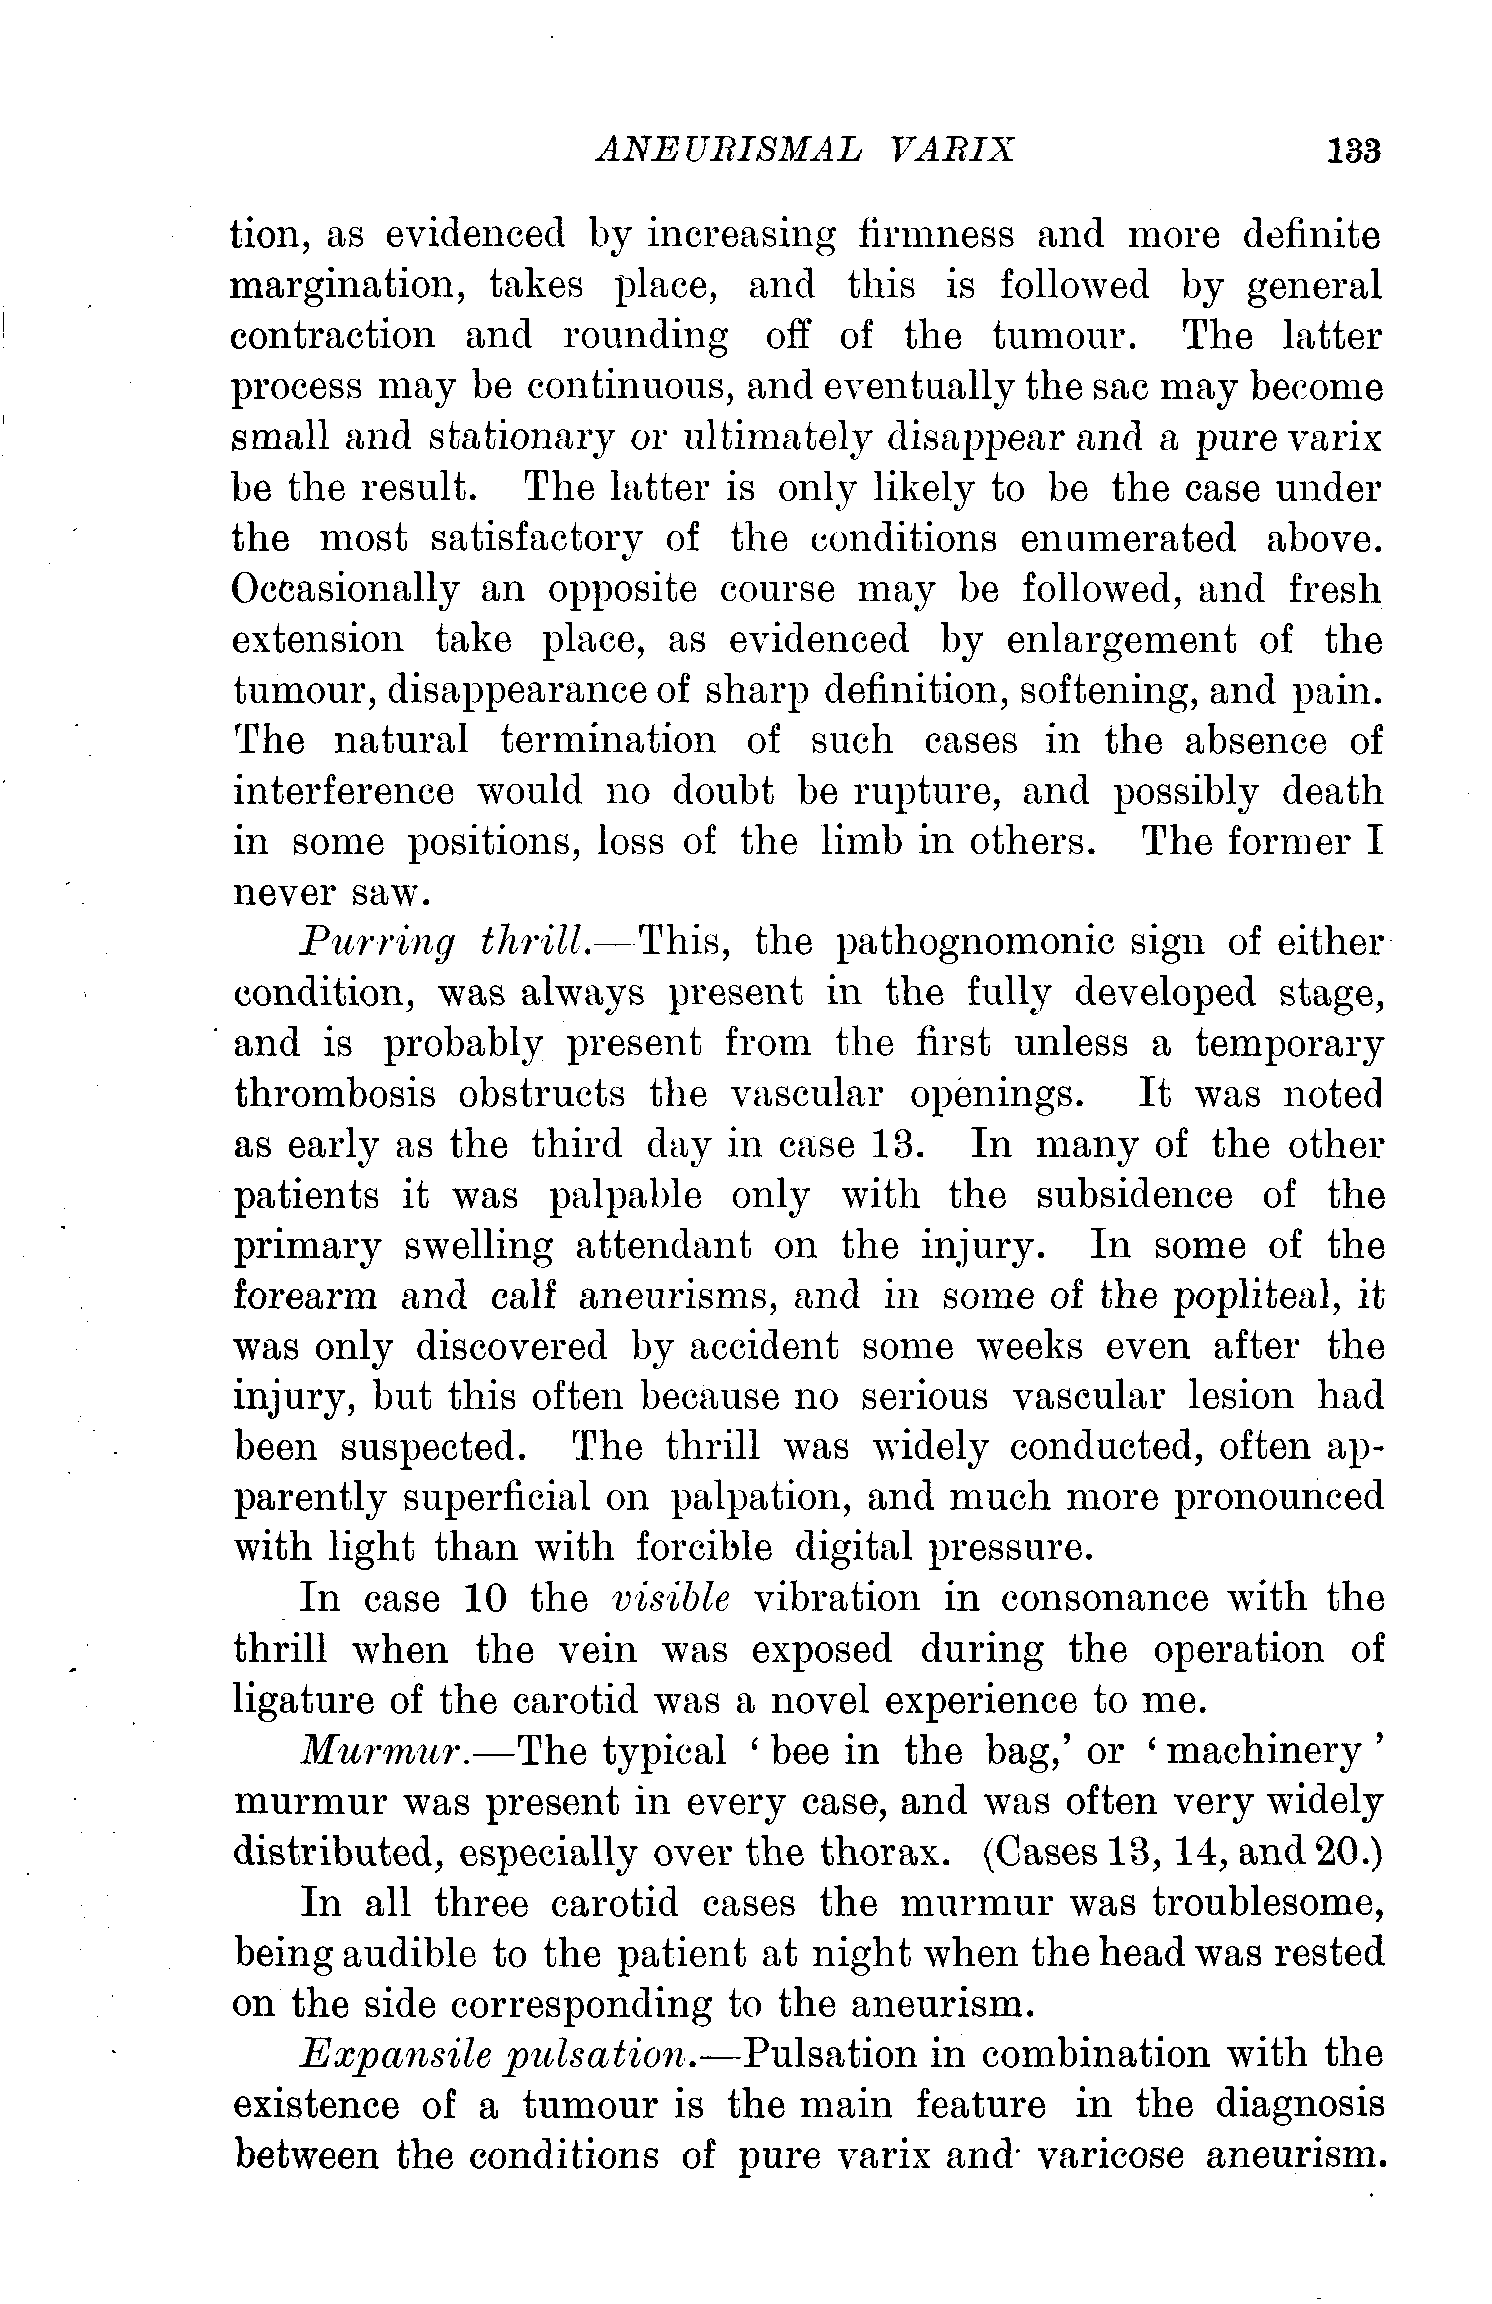 ANEURISMAL VARIX 133
tion, as evidenced by increasing firmness and more definite
margination, takes place, and this is followed by general
contraction and rounding off of the tumour. The latter
process may be continuous, and eventually the sac may become
small and stationary or ultimately disappear and a pure varix
be the result. The latter is only likely to be the case under
the most satisfactory of the conditions enumerated above.
Occasionally an opposite course may be followed, and fresh
extension take place, as evidenced by enlargement of the
tumour, disappearance of sharp definition, softening, and pain.
The natural termination of such cases in the absence of
interference would no doubt be rupture, and possibly death
in some positions, loss of the limb in others. The former I
never saw.
Purring thrill.—This, the pathognomonic sign of either
condition, was always present in the fully developed stage,
and is probably present from the first unless a temporary
thrombosis obstructs the vascular openings. It was noted
as early as the third day in case 13. In many of the other
patients it was palpable only with the subsidence of the
primary swelling attendant on the injury. In some of the
forearm and calf aneurisms, and in some of the popliteal, it
was only discovered by accident some weeks even after the
injury, but this often because no serious vascular lesion had
been suspected. The thrill was widely conducted, often ap-
parently superficial on palpation, and much more pronounced
with light than with forcible digital pressure.
In case 10 the visible vibration in consonance with the
thrill when the vein was exposed during the operation of
ligature of the carotid was a novel experience to me.
Murmur.—The typical ‘ bee in the bag,’ or ‘ machinery ’
murmur was present in every case, and was often very widely
distributed, especially over the thorax. (Cases 13, 14, and 20.)
In all three carotid cases the murmur was troublesome,
being audible to the patient at night when the head was rested
on the side corresponding to the aneurism.
Expansile pulsation.—Pulsation in combination with the
existence of a tumour is the main feature in the diagnosis
between the conditions of pure varix and varicose aneurism.